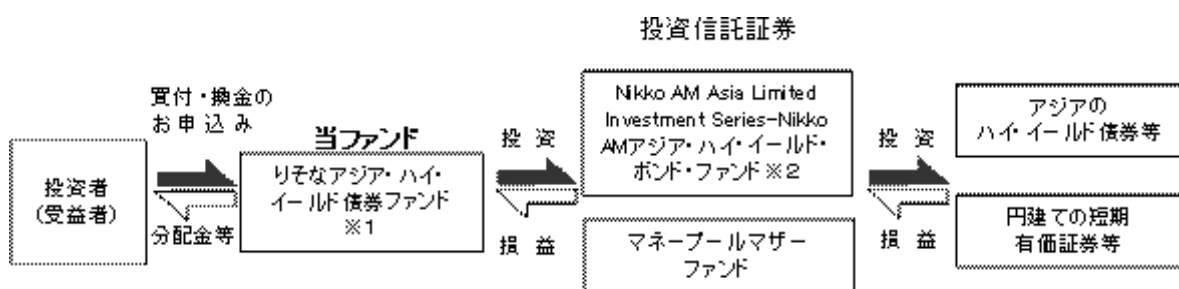 投資信託証券
買付・換金の
お申込み
投資者
(受益者)
分配金等
当ファンド
りそなアジア・ハイ・
イールド債券ファンド
※1
投 資
損 益
Nikko AM Asia Limited
Investment Series-Nikko
AMアジア・ハイ・イールド・
ボンド・ファンド※2
マネープールマザー
ファンド
投 資
損 益
アジアの
ハイ・イールド債券等
円建ての短期
有価証券等